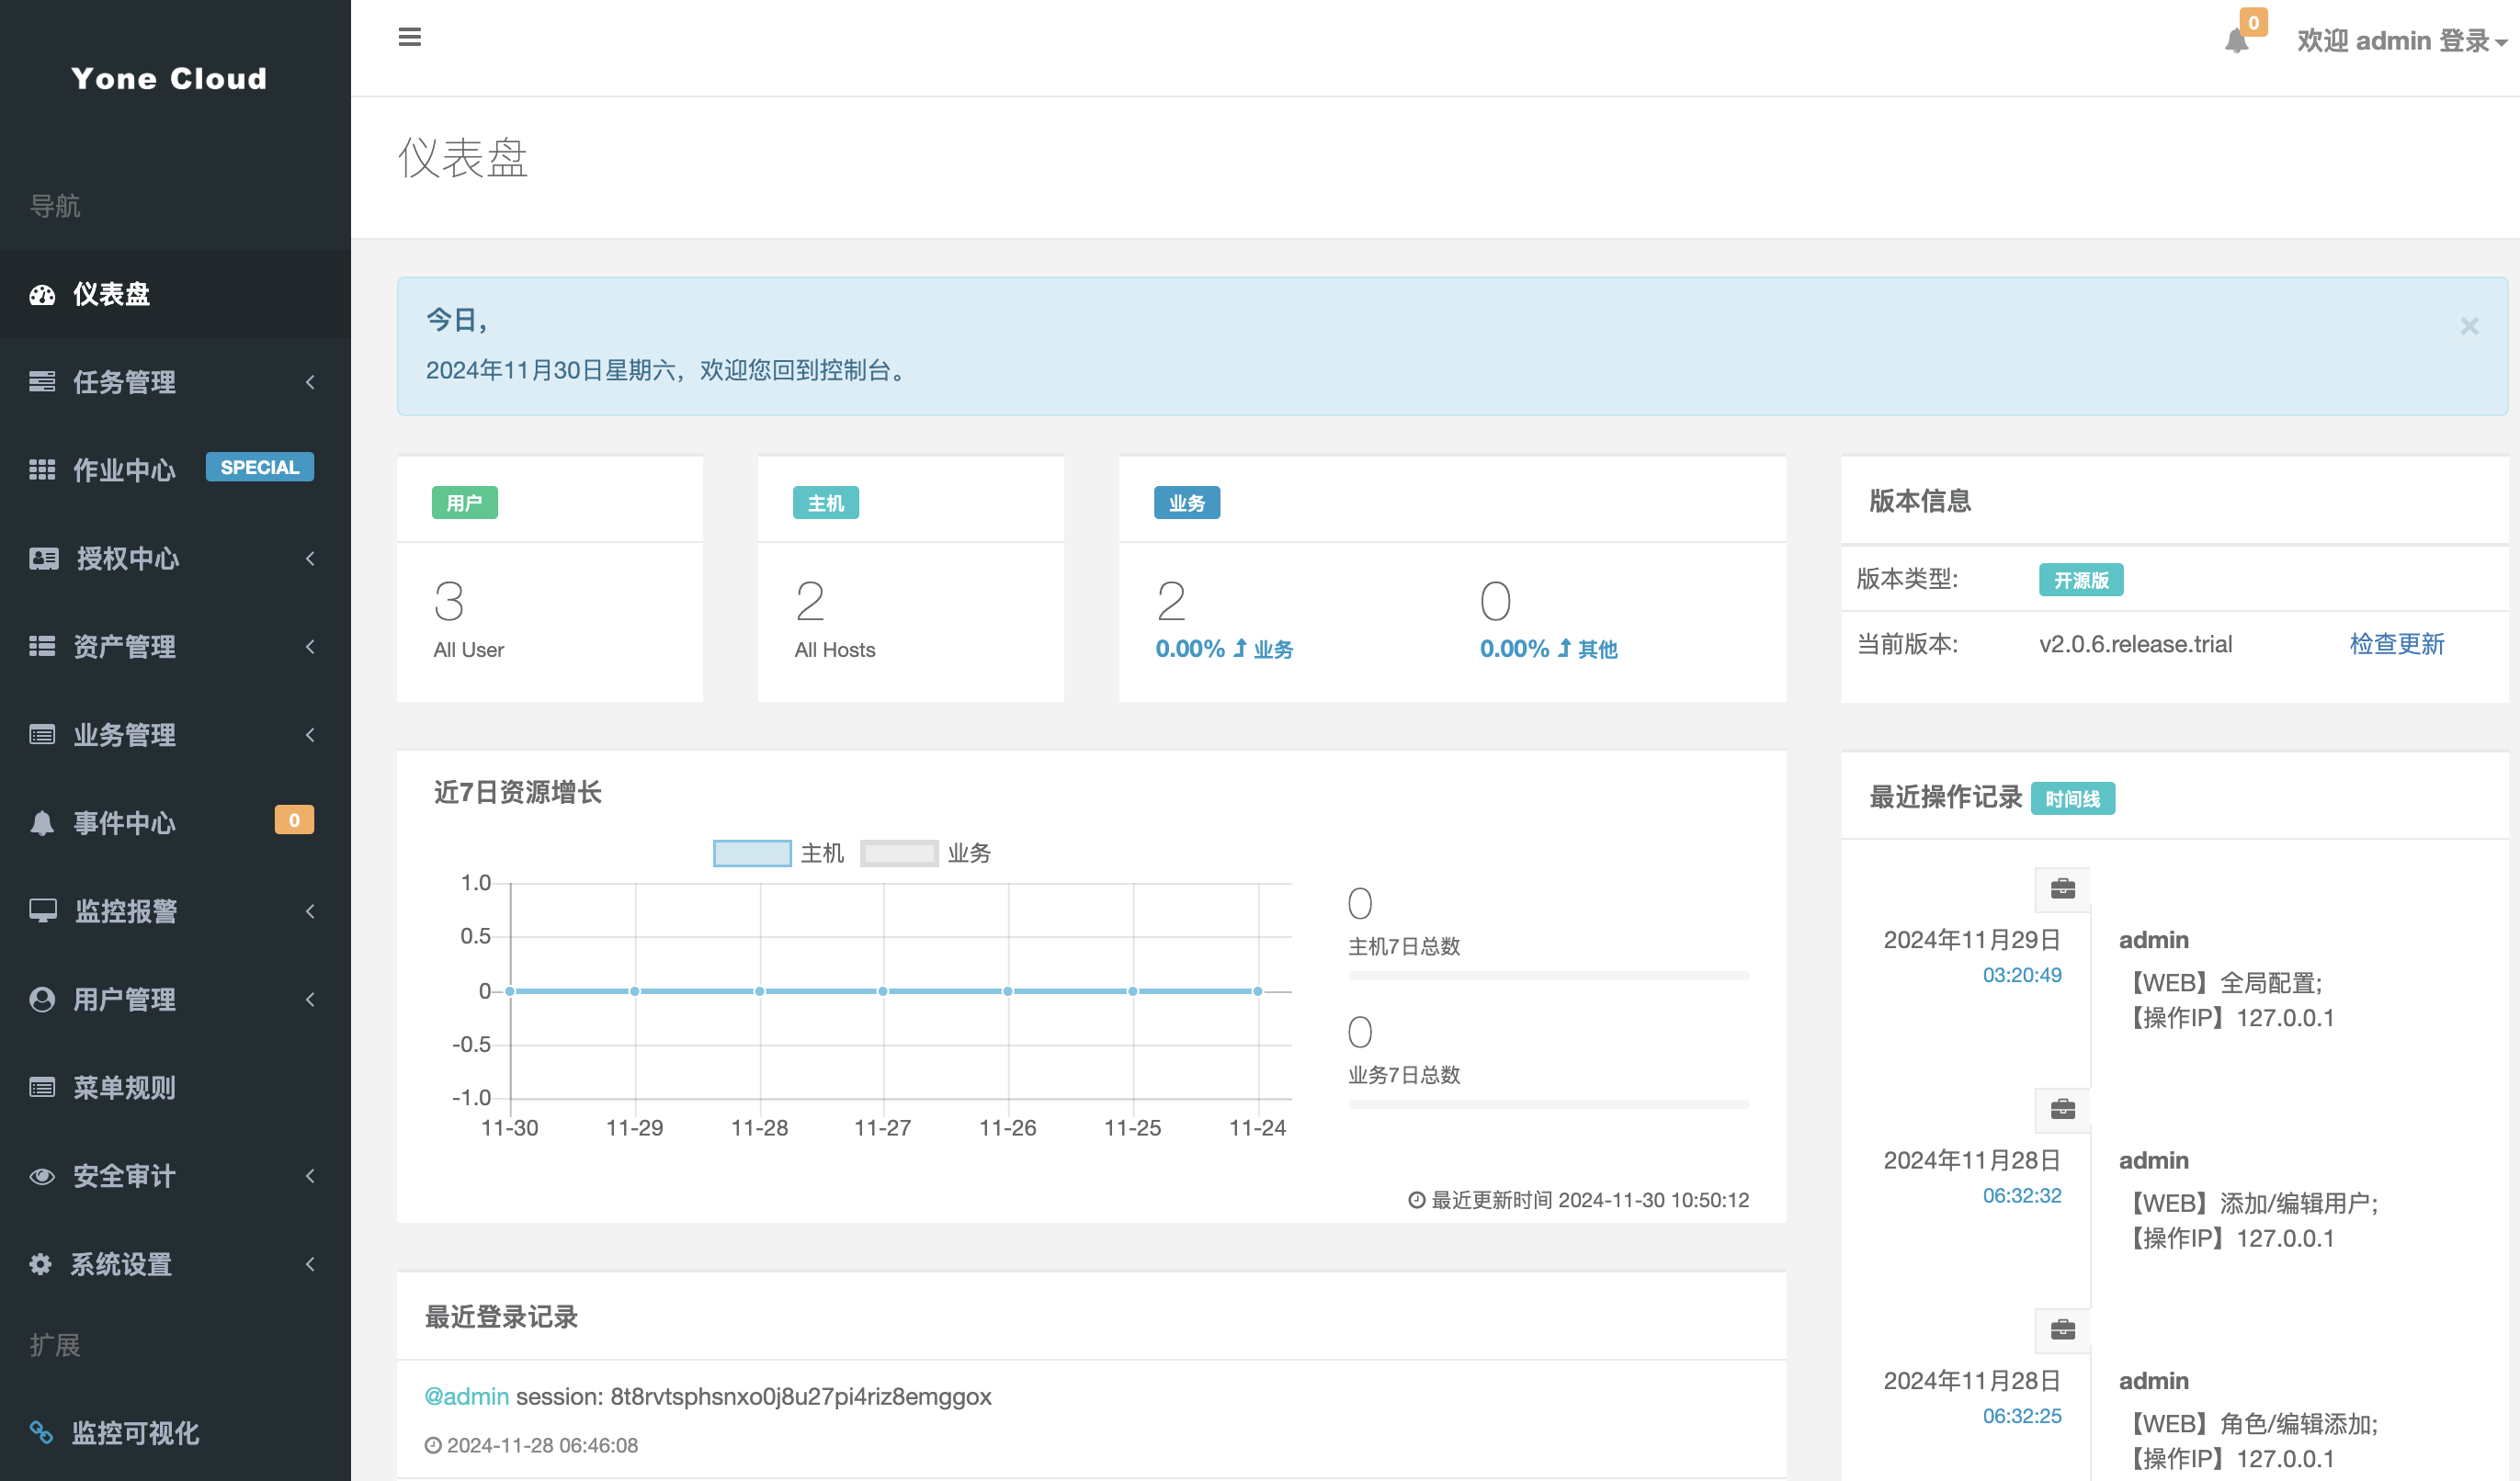 Yone Cloud
导航
仪表盘
任务管理
作业中心 SPECIAL
授权中心
资产管理
业务管理
事件中心 0
监控报警
用户管理
菜单规则
安全审计
系统设置
扩展
监控可视化
0 欢迎 admin 登录
仪表盘
今日,
2024年11月30日星期六，欢迎您回到控制台。
×
用户
3
All User
主机
2
All Hosts
业务
2 0
0.00% 业务 0.00% 其他
版本信息
版本类型: 开源版
当前版本: v2.0.6.release.trial 检查更新
近7日资源增长
主机 业务
1.0
0.5
0
-0.5
-1.0
11-30 11-29 11-28 11-27 11-26 11-25 11-24
0
主机7日总数
0
业务7日总数
最近更新时间 2024-11-30 10:50:12
最近登录记录
@admin session: 8t8rvtsphsnxo0j8u27pi4riz8emggox
2024-11-28 06:46:08
最近操作记录 时间线
2024年11月29日 admin
03:20:49
【WEB】全局配置;
【操作IP】127.0.0.1
2024年11月28日 admin
06:32:32
【WEB】添加/编辑用户;
【操作IP】127.0.0.1
2024年11月28日 admin
06:32:25
【WEB】角色/编辑添加;
【操作IP】127.0.0.1